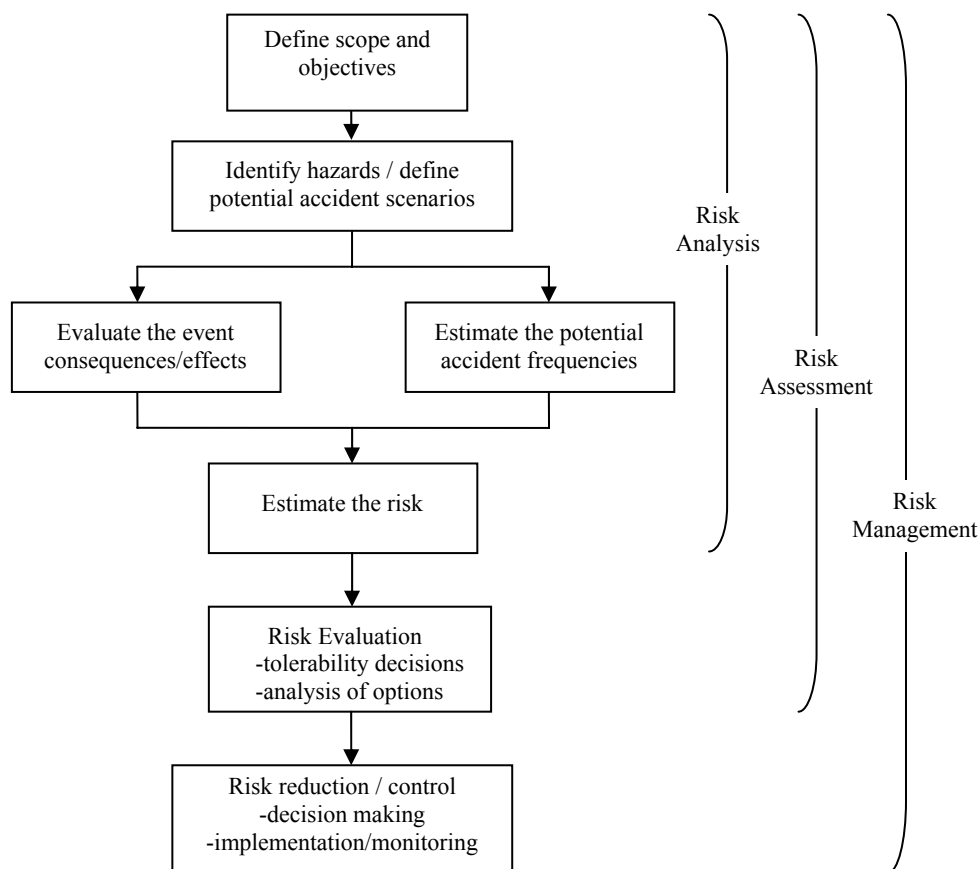 Define scope and
objectives
Identify hazards / define
potential accident scenarios
Risk
Analysis
Evaluate the event
consequences/effects
Estimate the potential
accident frequencies
Risk
Assessment
Estimate the risk
Risk
Management
Risk Evaluation
-tolerability decisions
-analysis of options
Risk reduction / control
-decision making
-implementation/monitoring